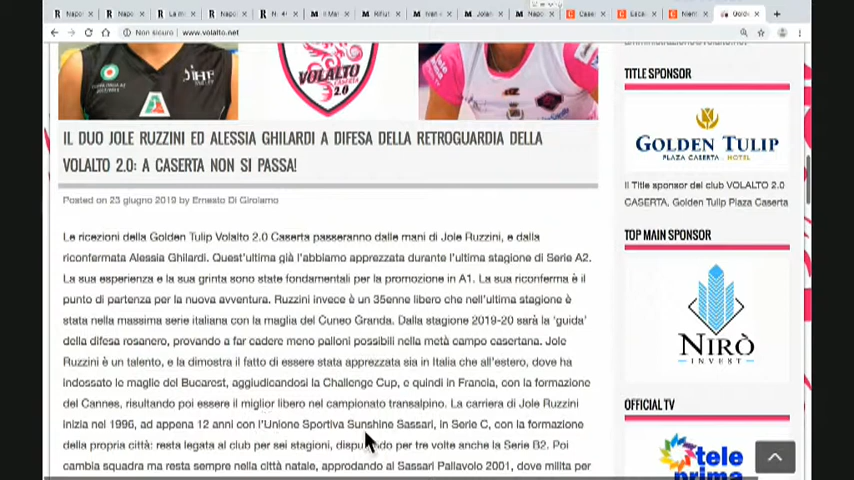 Non sicuro | www.volalto.net
VOLALTO
CASERTA
2.0
TITLE SPONSOR
GOLDEN TULIP
PLAZA CASERTA - HOTEL
Il Title sponsor del club VOLALTO 2.0
CASERTA, Golden Tulip Plaza Caserta
TOP MAIN SPONSOR
NIRÒ
INVEST
OFFICIAL TV
tele
prima
IL DUO JOLE RUZZINI ED ALESSIA GHILARDI A DIFESA DELLA RETROGUARDIA DELLA
VOLALTO 2.0: A CASERTA NON SI PASSA!
Posted on 23 giugno 2019 by Ernesto Di Girolamo
Le ricezioni della Golden Tulip Volalto 2.0 Caserta passeranno dalle mani di Jole Ruzzini, e dalla
riconfermata Alessia Ghilardi. Quest'ultima già l'abbiamo apprezzata durante l'ultima stagione di Serie A2.
La sua esperienza e la sua grinta sono state fondamentali per la promozione in A1. La sua riconferma è il
punto di partenza per la nuova avventura. Ruzzini invece è un 35enne libero che nell'ultima stagione è
stata nella massima serie italiana con la maglia del Cuneo Granda. Dalla stagione 2019-20 sarà la 'guida'
della difesa rosanero, provando a far cadere meno palloni possibili nella metà campo casertana. Jole
Ruzzini è un talento, e la dimostra il fatto di essere stata apprezzata sia in Italia che all'estero, dove ha
indossato le maglie del Bucarest, aggiudicandosi la Challenge Cup, e quindi in Francia, con la formazione
del Cannes, risultando poi essere il miglior libero nel campionato transalpino. La carriera di Jole Ruzzini
inizia nel 1996, ad appena 12 anni con l'Unione Sportiva Sunshine Sassari, in Serie C, con la formazione
della propria città: resta legata al club per sei stagioni, dispu ndo per tre volte anche la Serie B2. Poi
cambia squadra ma resta sempre nella città natale, approdando al Sassari Pallavolo 2001, dove milita per